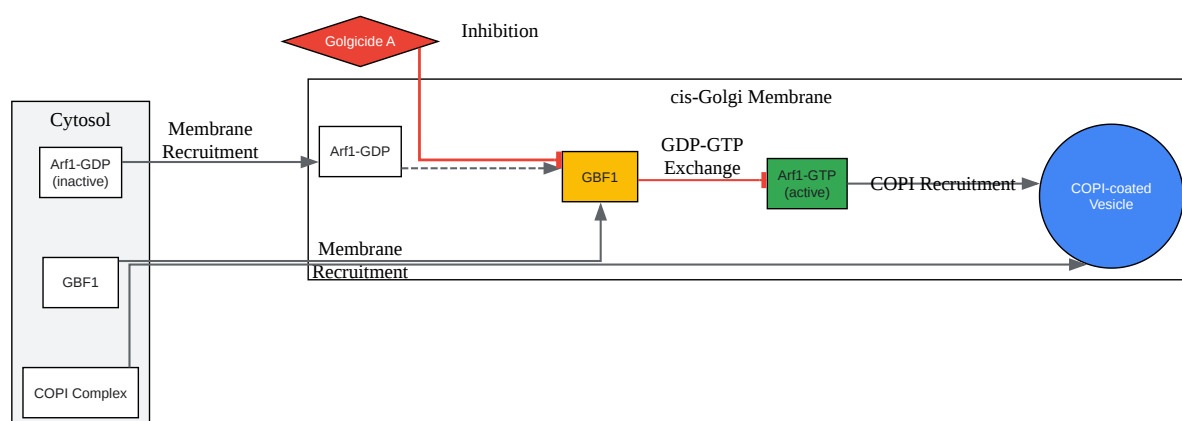 Golgicide A
Inhibition
cis-Golgi Membrane
Cytosol
Arf1-GDP
(inactive)
Membrane
Recruitment
Arf1-GDP
GBF1
GDP-GTP
Exchange
Arf1-GTP
(active)
COPI Recruitment
COPI-coated
Vesicle
GBF1
Membrane
Recruitment
COPI Complex